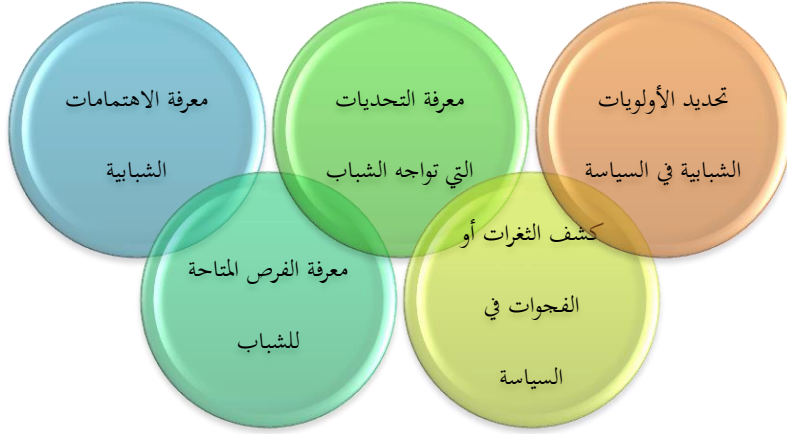 تحديد الأولويات
الشبابية في السياسة
كشف الثغرات أو
الفجوات في
السياسة
معرفة التحديات
التي تواجه الشباب
معرفة الفرص المتاحة
للشباب
معرفة الاهتمامات
الشبابية